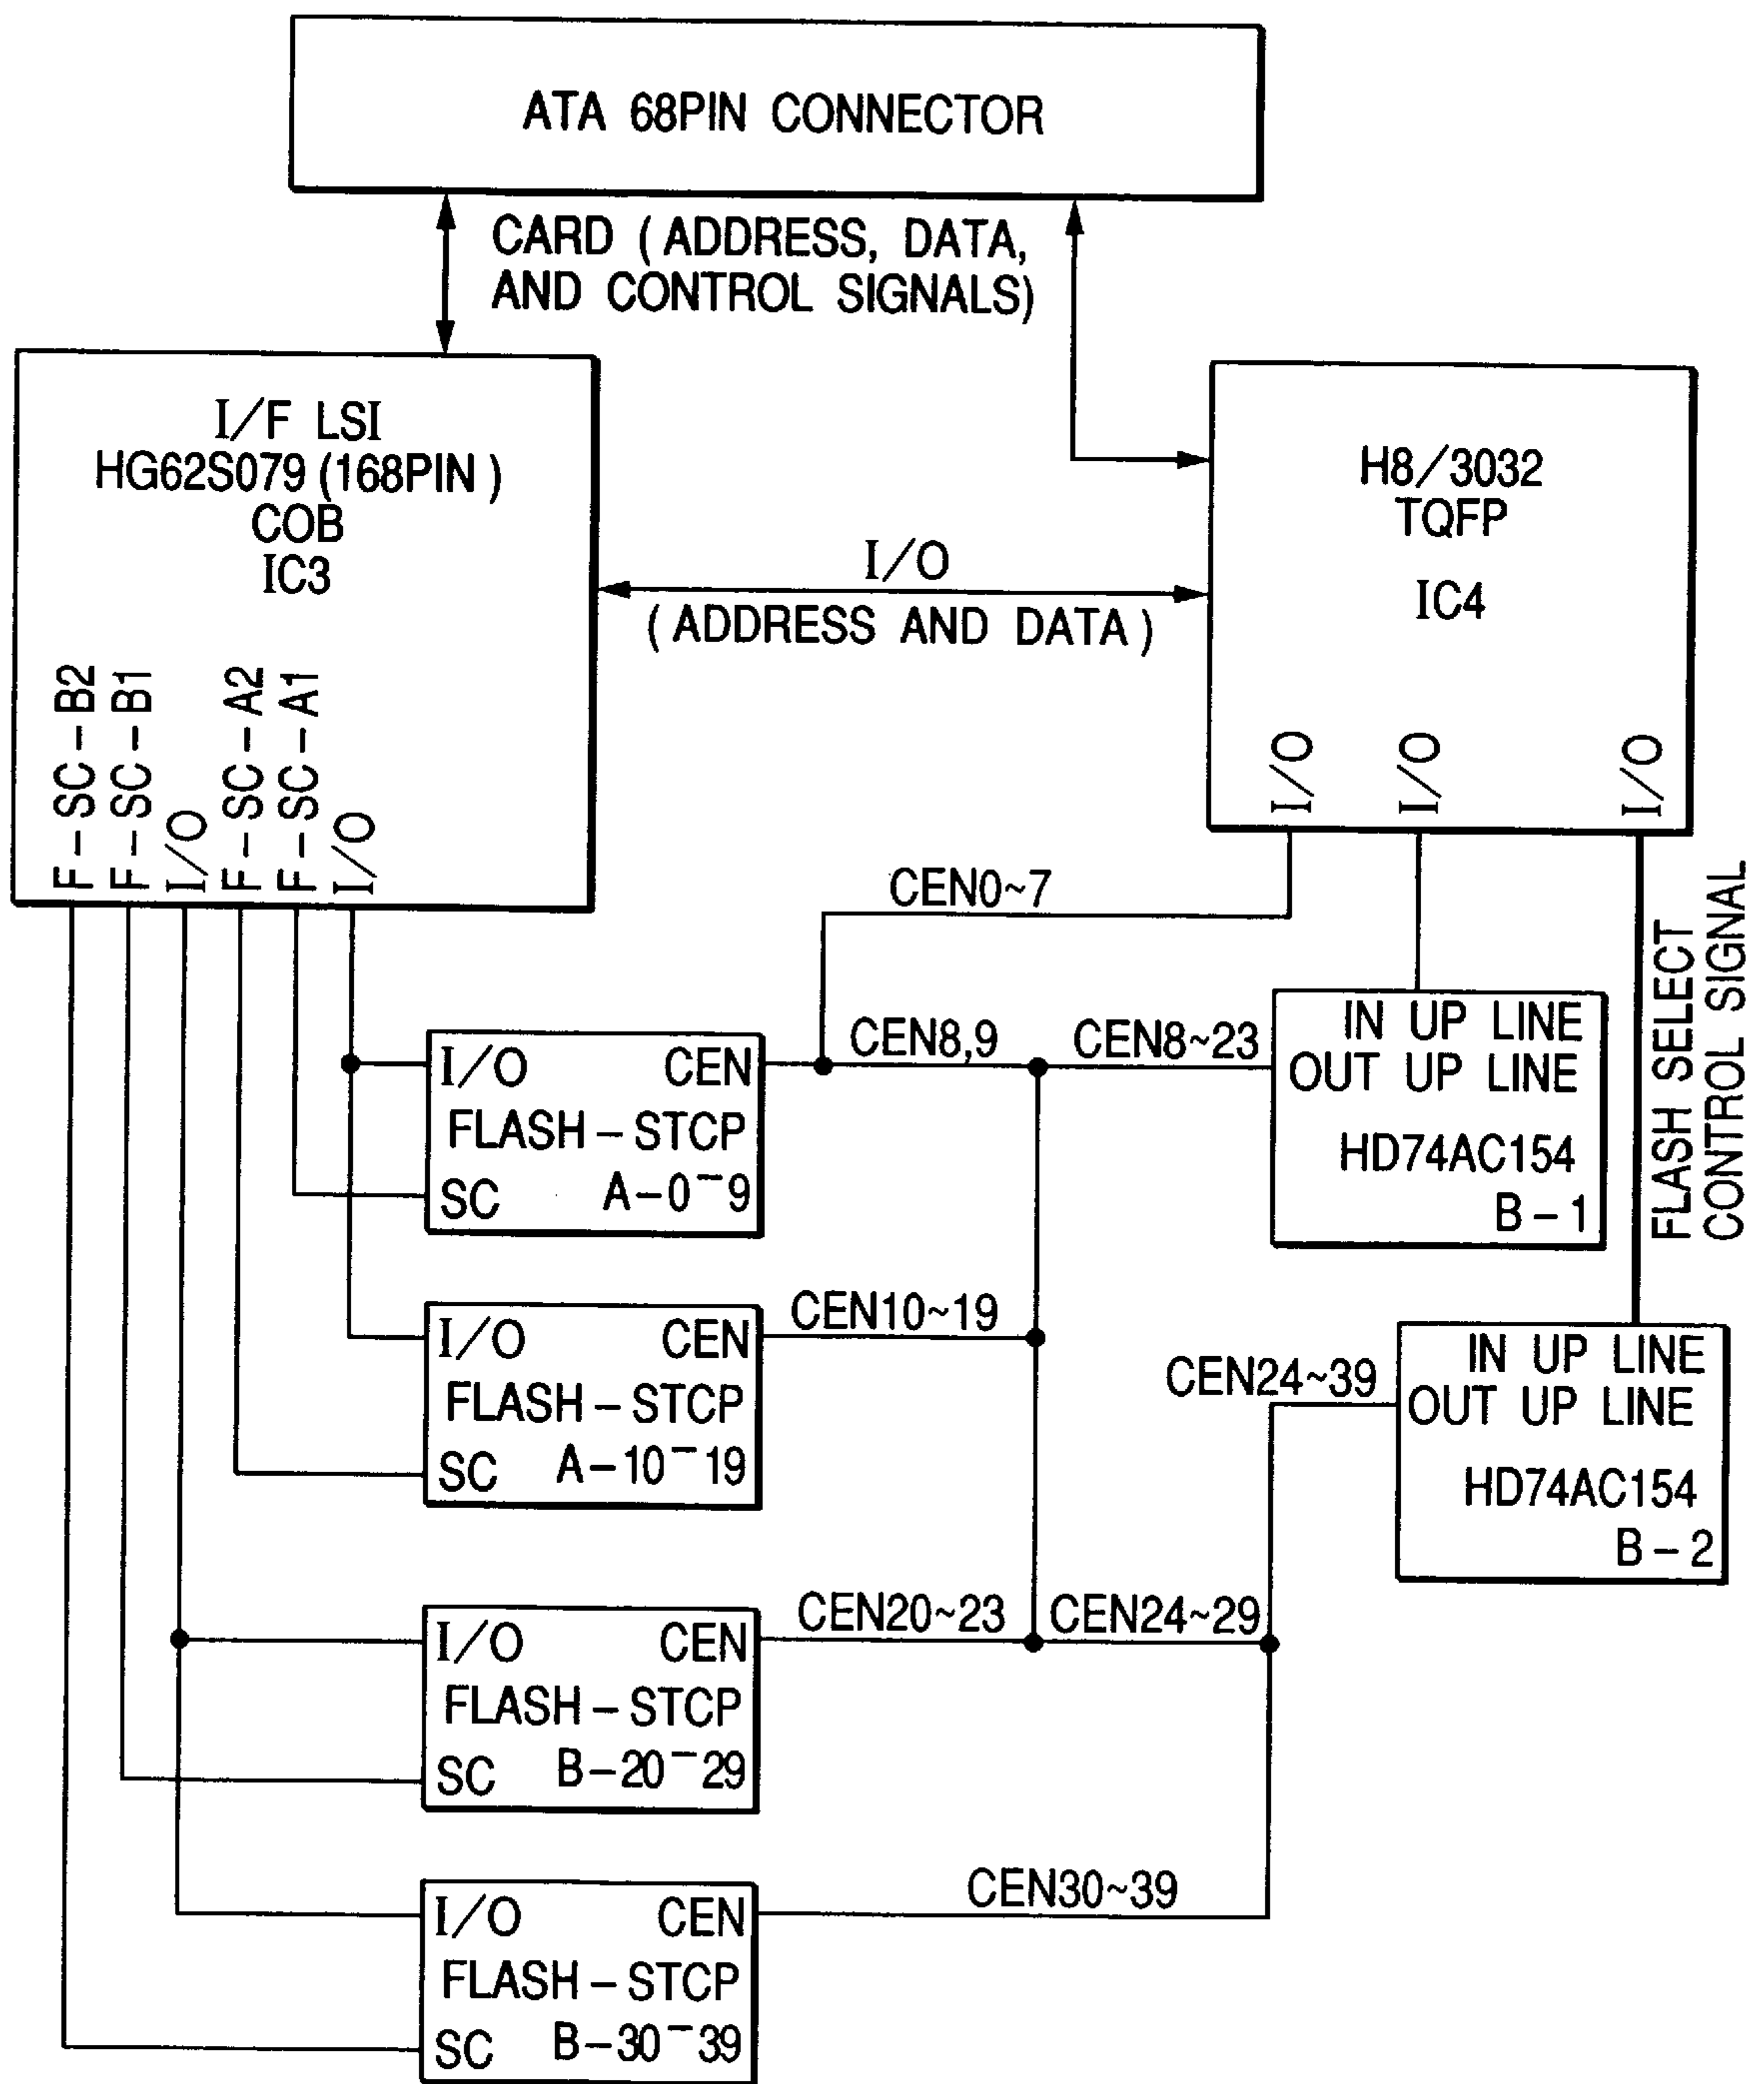 ATA 68PIN CONNECTOR
CARD (ADDRESS, DATA,
AND CONTROL SIGNALS)
I/F LSI
HG62S079 (168PIN)
COB
IC3
F-SC-B2
F-SC-B1
I/O
F-SC-A2
F-SC-A1
I/O
I/O
(ADDRESS AND DATA)
H8/3032
TQFP
IC4
I/O
I/O
I/O
CEN0~7
FLASH SELECT
CONTROL SIGNAL
I/O CEN
FLASH-STCP
SC A-0‾9
CEN8,9
CEN8~23
IN UP LINE
OUT UP LINE
HD74AC154
B-1
I/O CEN
FLASH-STCP
SC A-10‾19
CEN10~19
CEN24~39
IN UP LINE
OUT UP LINE
HD74AC154
B-2
I/O CEN
FLASH-STCP
SC B-20‾29
CEN20~23
CEN24~29
I/O CEN
FLASH-STCP
SC B-30‾39
CEN30~39